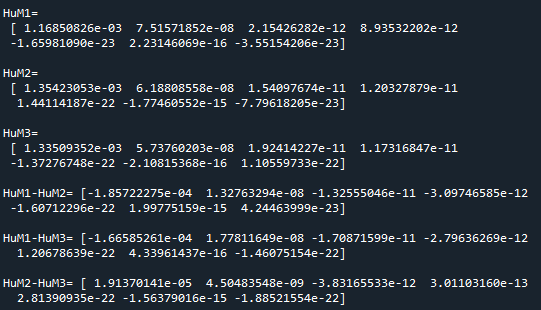 HuM1=
[ 1.16850826e-03 7.51571852e-08 2.15426282e-12 8.93532202e-12
-1.65981090e-23 2.23146069e-16 -3.55154206e-23]
HuM2=
[ 1.35423053e-03 6.18808558e-08 1.54097674e-11 1.20327879e-11
1.44114187e-22 -1.77460552e-15 -7.79618205e-23]
HuM3=
[ 1.33509352e-03 5.73760203e-08 1.92414227e-11 1.17316847e-11
-1.37276748e-22 -2.10815368e-16 1.10559733e-22]
HuM1-HuM2= [-1.85722275e-04 1.32763294e-08 -1.32555046e-11 -3.09746585e-12
-1.60712296e-22 1.99775159e-15 4.24463999e-23]
HuM1-HuM3= [-1.66585261e-04 1.77811649e-08 -1.70871599e-11 -2.79636269e-12
1.20678639e-22 4.33961437e-16 -1.46075154e-22]
HuM2-HuM3= [ 1.91370141e-05 4.50483548e-09 -3.83165533e-12 3.01103160e-13
2.81390935e-22 -1.56379016e-15 -1.88521554e-22]